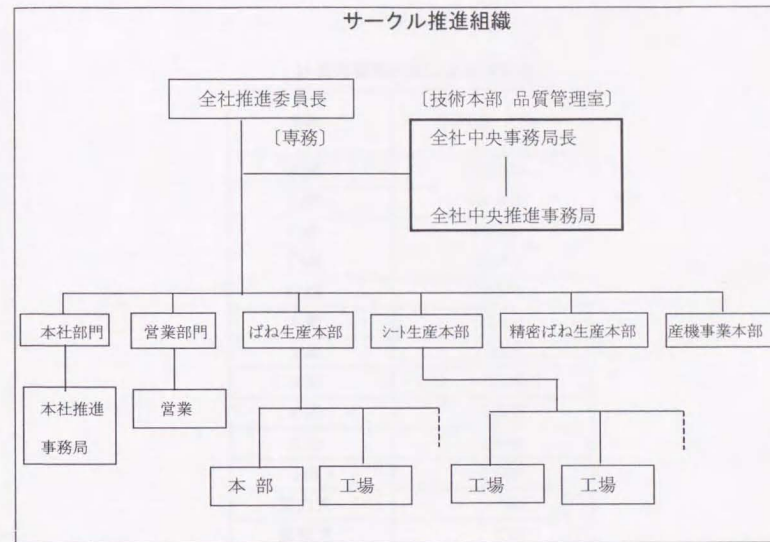 サークル推進組織
全社推進委員長
〔専務〕
〔技術本部 品質管理室〕
全社中央事務局長
全社中央推進事務局
本社部門
営業部門
ばね生産本部
シート生産本部
精密ばね生産本部
産機事業本部
本社推進
事務局
営業
本 部
工場
工場
工場